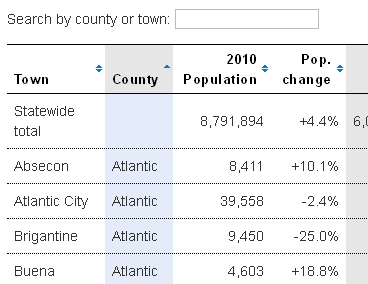 Search by county or town:
2010 Pop.
Town County Population change
Statewide
total 8,791,894 +4.4%
Absecon Atlantic 8,411 +10.1%
Atlantic City Atlantic 39,558 -2.4%
Brigantine Atlantic 9,450 -25.0%
Buena Atlantic 4,603 +18.8%